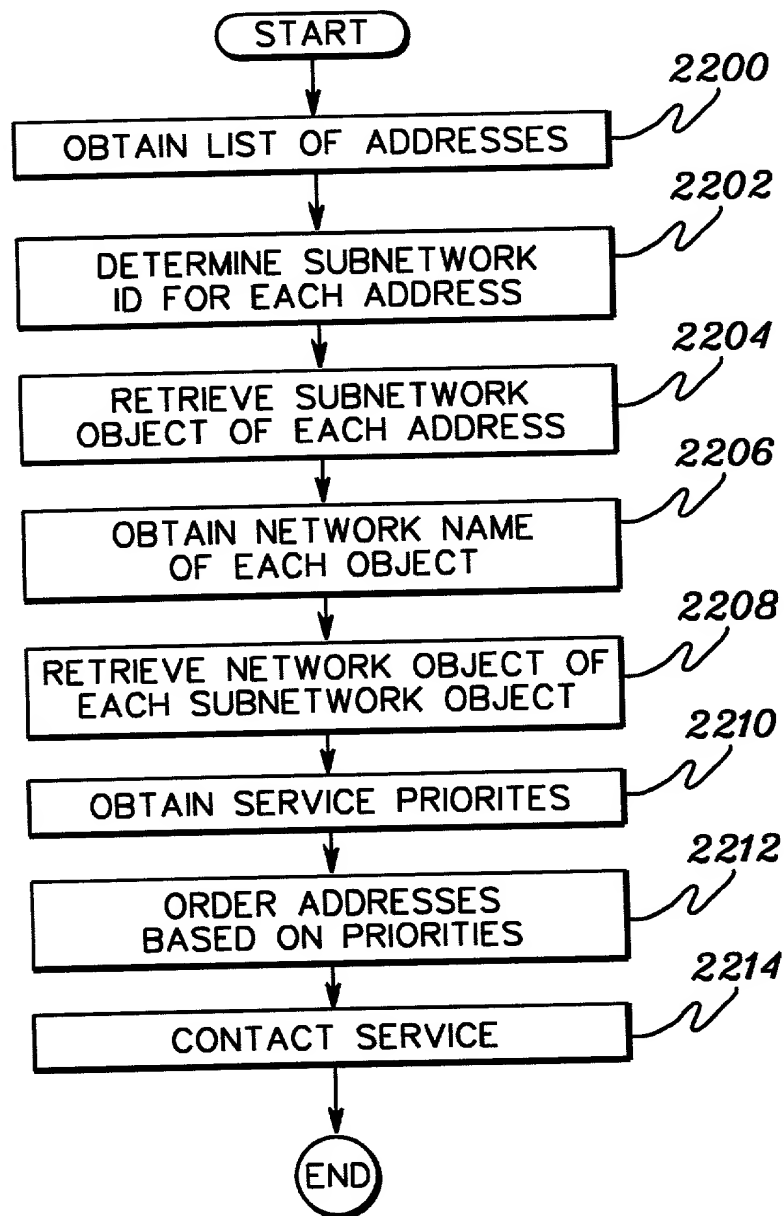 START
2200
OBTAIN LIST OF ADDRESSES
2202
DETERMINE SUBNETWORK
ID FOR EACH ADDRESS
2204
RETRIEVE SUBNETWORK
OBJECT OF EACH ADDRESS
2206
OBTAIN NETWORK NAME
OF EACH OBJECT
2208
RETRIEVE NETWORK OBJECT OF
EACH SUBNETWORK OBJECT
2210
OBTAIN SERVICE PRIORITES
2212
ORDER ADDRESSES
BASED ON PRIORITIES
2214
CONTACT SERVICE
END